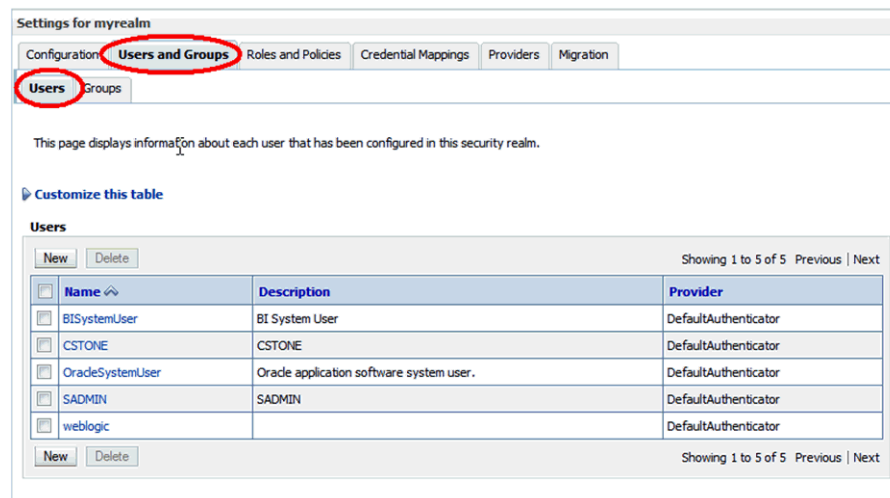 Settings for myrealm
Configuration Users and Groups Roles and Policies Credential Mappings Providers Migration
Users Groups
This page displays information about each user that has been configured in this security realm.
Customize this table
Users
New Delete Showing 1 to 5 of 5 Previous | Next
Name Description Provider
BISystemUser BI System User DefaultAuthenticator
CSTONE CSTONE DefaultAuthenticator
OracleSystemUser Oracle application software system user. DefaultAuthenticator
SADMIN SADMIN DefaultAuthenticator
weblogic DefaultAuthenticator
New Delete Showing 1 to 5 of 5 Previous | Next